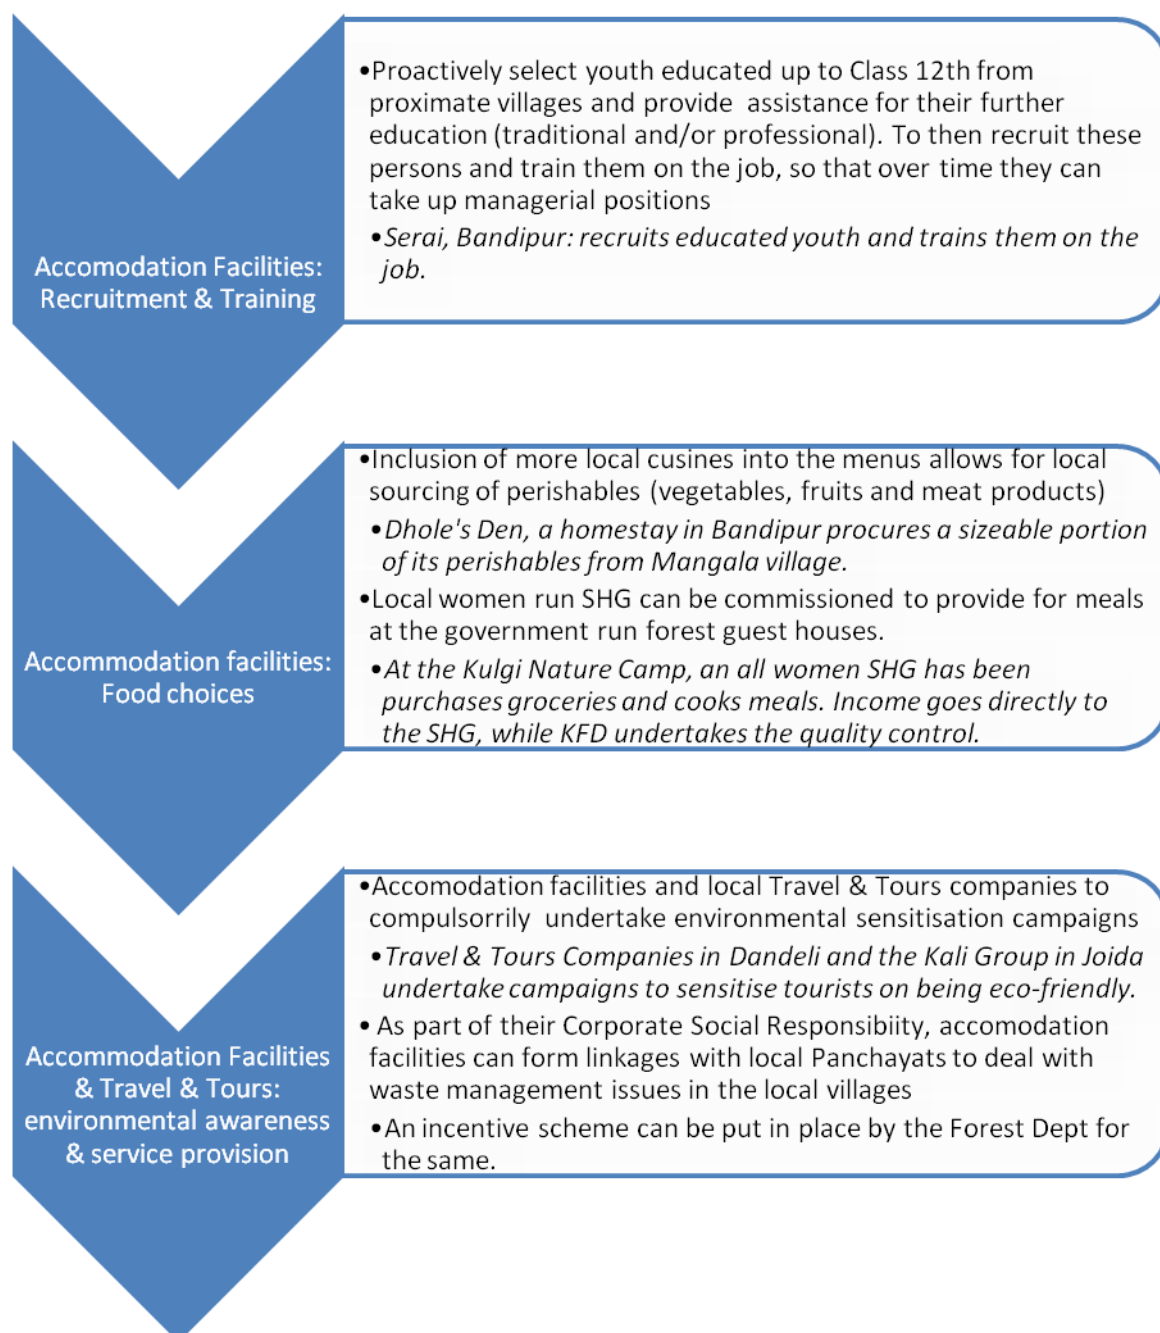 Accomodation Facilities:
Recruitment & Training
•Proactively select youth educated up to Class 12th from
proximate villages and provide assistance for their further
education (traditional and/or professional). To then recruit these
persons and train them on the job, so that over time they can
take up managerial positions
•Serai, Bandipur: recruits educated youth and trains them on the
job.
Accommodation facilities:
Food choices
•Inclusion of more local cusines into the menus allows for local
sourcing of perishables (vegetables, fruits and meat products)
•Dhole's Den, a homestay in Bandipur procures a sizeable portion
of its perishables from Mangala village.
•Local women run SHG can be commissioned to provide for meals
at the government run forest guest houses.
•At the Kulgi Nature Camp, an all women SHG has been
purchases groceries and cooks meals. Income goes directly to
the SHG, while KFD undertakes the quality control.
Accommodation Facilities
& Travel & Tours:
environmental awareness
& service provision
•Accomodation facilities and local Travel & Tours companies to
compulsorrily undertake environmental sensitisation campaigns
•Travel & Tours Companies in Dandeli and the Kali Group in Joida
undertake campaigns to sensitise tourists on being eco-friendly.
• As part of their Corporate Social Responsibiity, accomodation
facilities can form linkages with local Panchayats to deal with
waste management issues in the local villages
•An incentive scheme can be put in place by the Forest Dept for
the same.